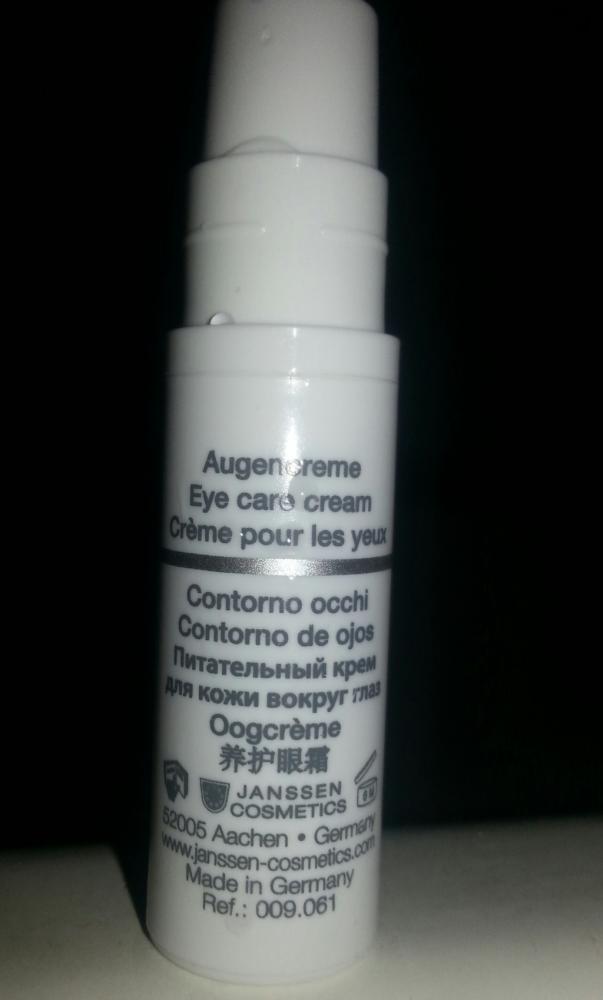 Augencreme
Eye care cream
Crème pour les yeux
Contorno occhi
Contorno de ojos
Питательный крем
для кожи вокруг глаз
Oogcrème
养护眼霜
JANSSEN
COSMETICS
52005 Aachen • Germany
www.janssen-cosmetics.com
Made in Germany
Ref.: 009.061